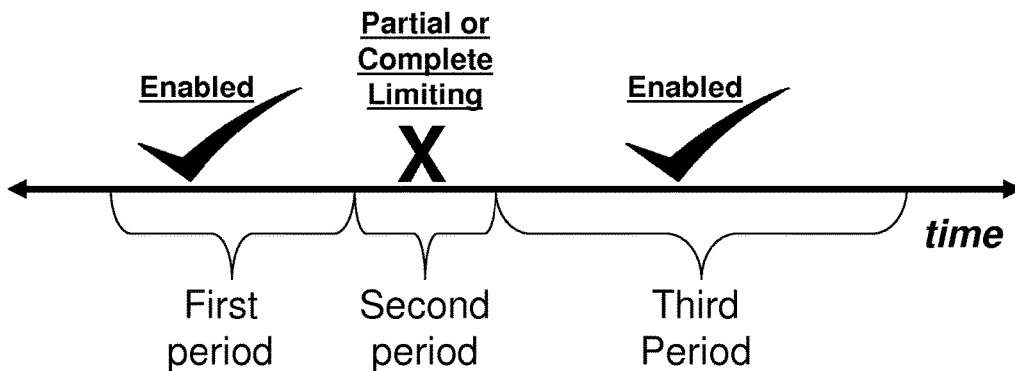 Enabled
Partial or
Complete
Limiting
Enabled
X
time
First
period
Second
period
Third
Period